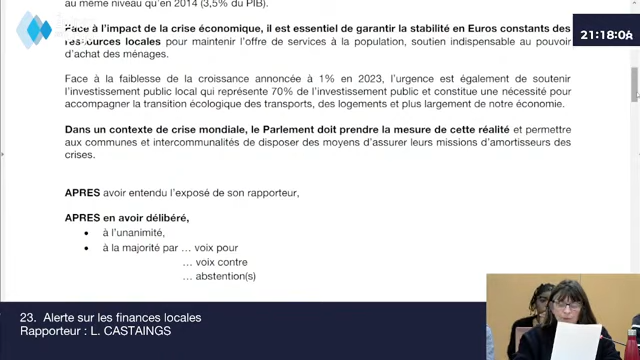 au même niveau qu'en 2014 (3,5% du PIB).
Face à l'impact de la crise économique, il est essentiel de garantir la stabilité en Euros constants des
ressources locales pour maintenir l'offre de services à la population, soutien indispensable au pouvoir
d'achat des ménages.
Face à la faiblesse de la croissance annoncée à 1% en 2023, l'urgence est également de soutenir
l'investissement public local qui représente 70% de l'investissement public et constitue une nécessité pour
accompagner la transition écologique des transports, des logements et plus largement de notre économie.
Dans un contexte de crise mondiale, le Parlement doit prendre la mesure de cette réalité et permettre
aux communes et intercommunalités de disposer des moyens d'assurer leurs missions d'amortisseurs des
crises.
APRES avoir entendu l'exposé de son rapporteur,
APRES en avoir délibéré,
• à l'unanimité,
• à la majorité par ... voix pour
... voix contre
... abstention(s)
23. Alerte sur les finances locales
Rapporteur : L. CASTAINGS